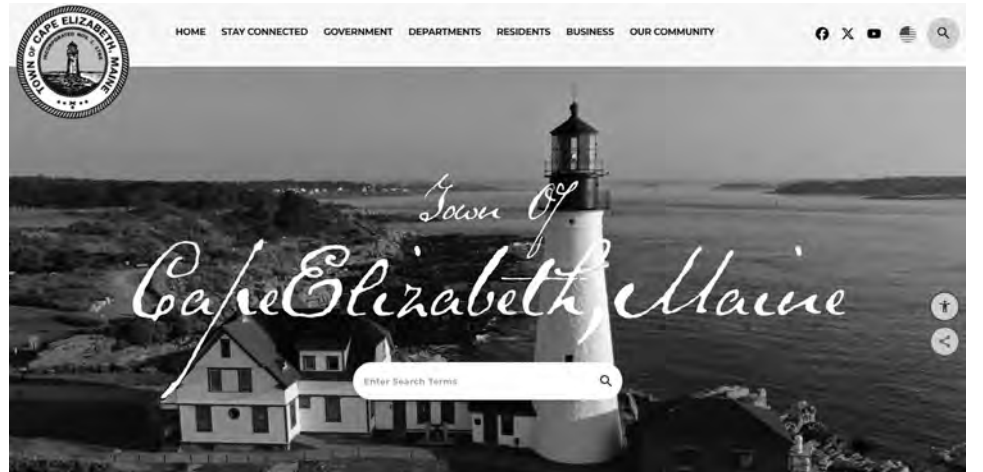 TOWN OF CAPE ELIZABETH, MAINE
HOME STAY CONNECTED GOVERNMENT DEPARTMENTS RESIDENTS BUSINESS OUR COMMUNITY
Town Of
Cape Elizabeth, Maine
Enter Search Terms